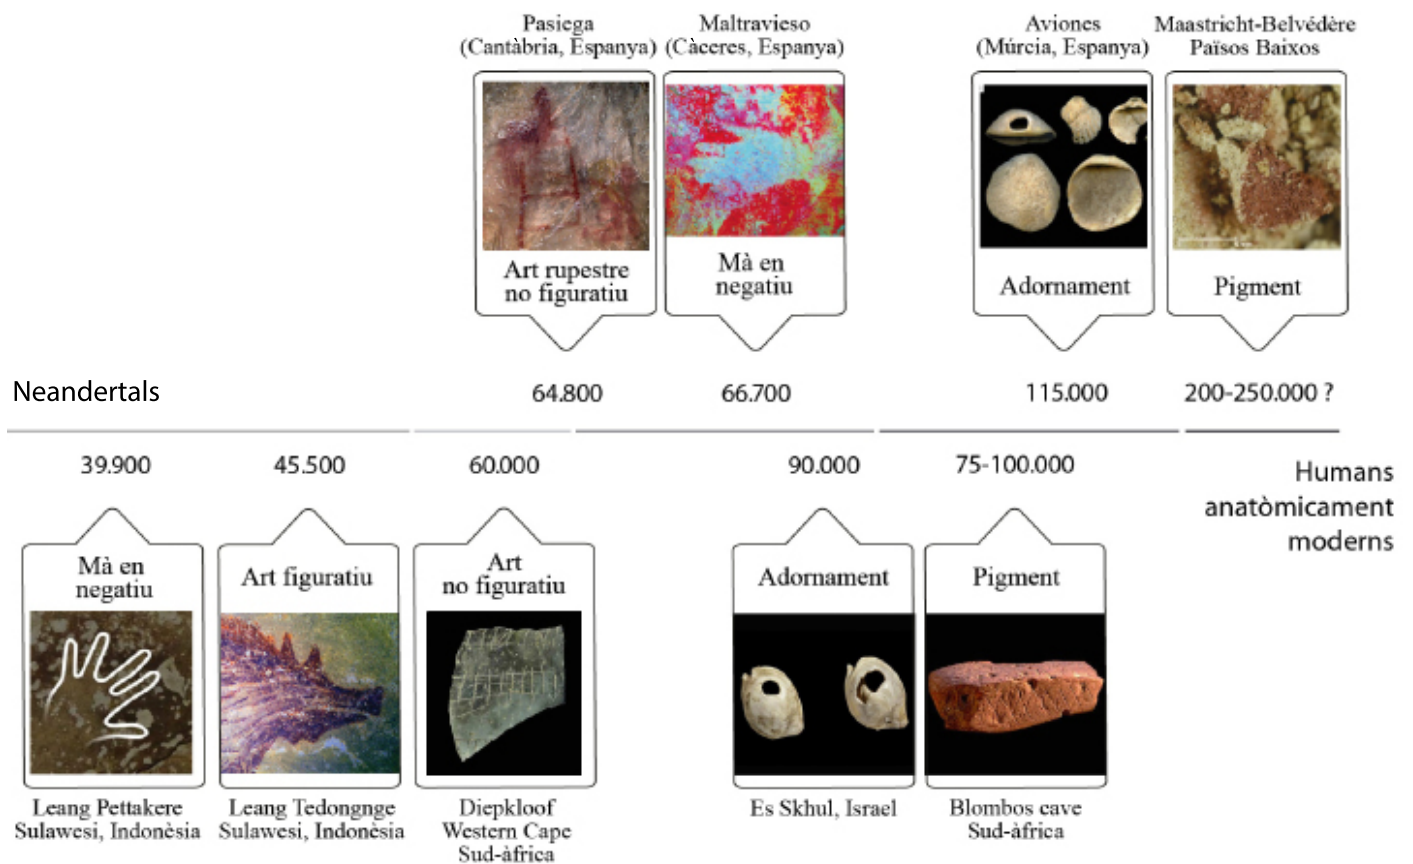 Pasiega
(Cantàbria, Espanya)
Maltravieso
(Càceres, Espanya)
Aviones
(Múrcia, Espanya)
Maastricht-Belvédère
Països Baixos
Art rupestre
no figuratiu
Mà en
negatiu
Adornament
Pigment
Neandertals
64.800
66.700
115.000
200-250.000 ?
39.900
45.500
60.000
90.000
75-100.000
Humans
anatòmicament
moderns
Mà en
negatiu
Art figuratiu
Art
no figuratiu
Adornament
Pigment
Leang Pettakere
Sulawesi, Indonèsia
Leang Tedongnge
Sulawesi, Indonèsia
Diepkloof
Western Cape
Sud-àfrica
Es Skhul, Israel
Blombos cave
Sud-àfrica